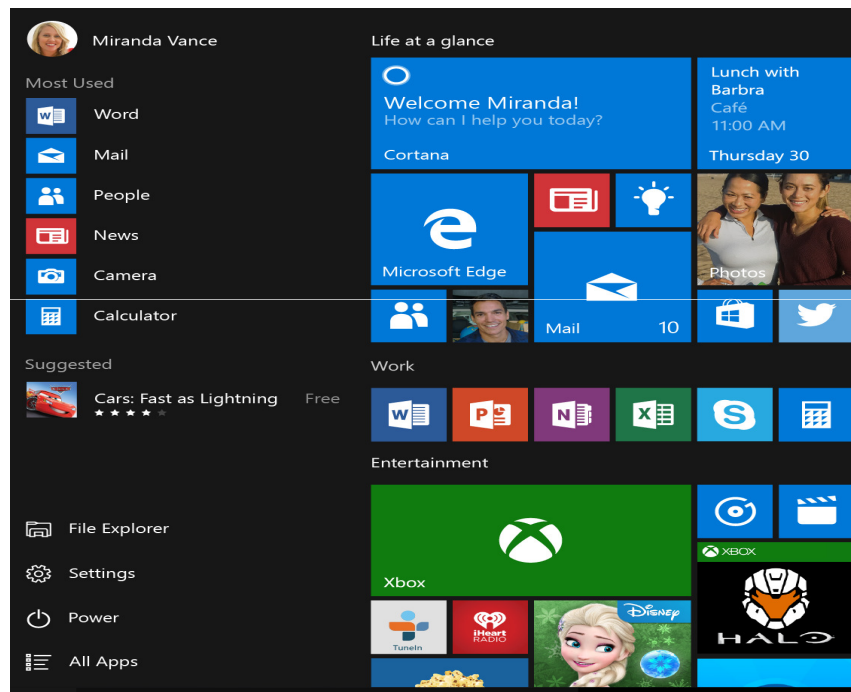 Miranda Vance
Most Used
Word
Mail
People
News
Camera
Calculator
Suggested
Cars: Fast as Lightning Free
File Explorer
Settings
Power
All Apps
Life at a glance
Welcome Miranda!
How can I help you today?
Cortana
Lunch with
Barbra
Café
11:00 AM
Thursday 30
Microsoft Edge
Mail 10
Photos
Work
W
P
N
X
S
Entertainment
Xbox
XBOX
HALO
TuneIn
iHeart
RADIO
Disney